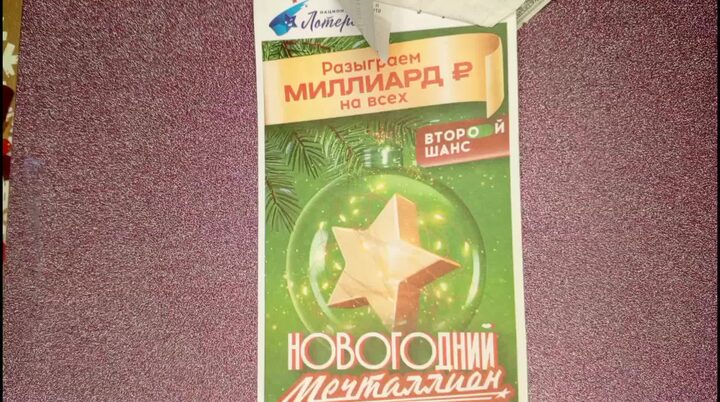 Разыграем
МИЛЛИАРД ₽
на всех
ВТОРОЙ
ШАНС
НОВОГОДНИЙ
Мечталлион